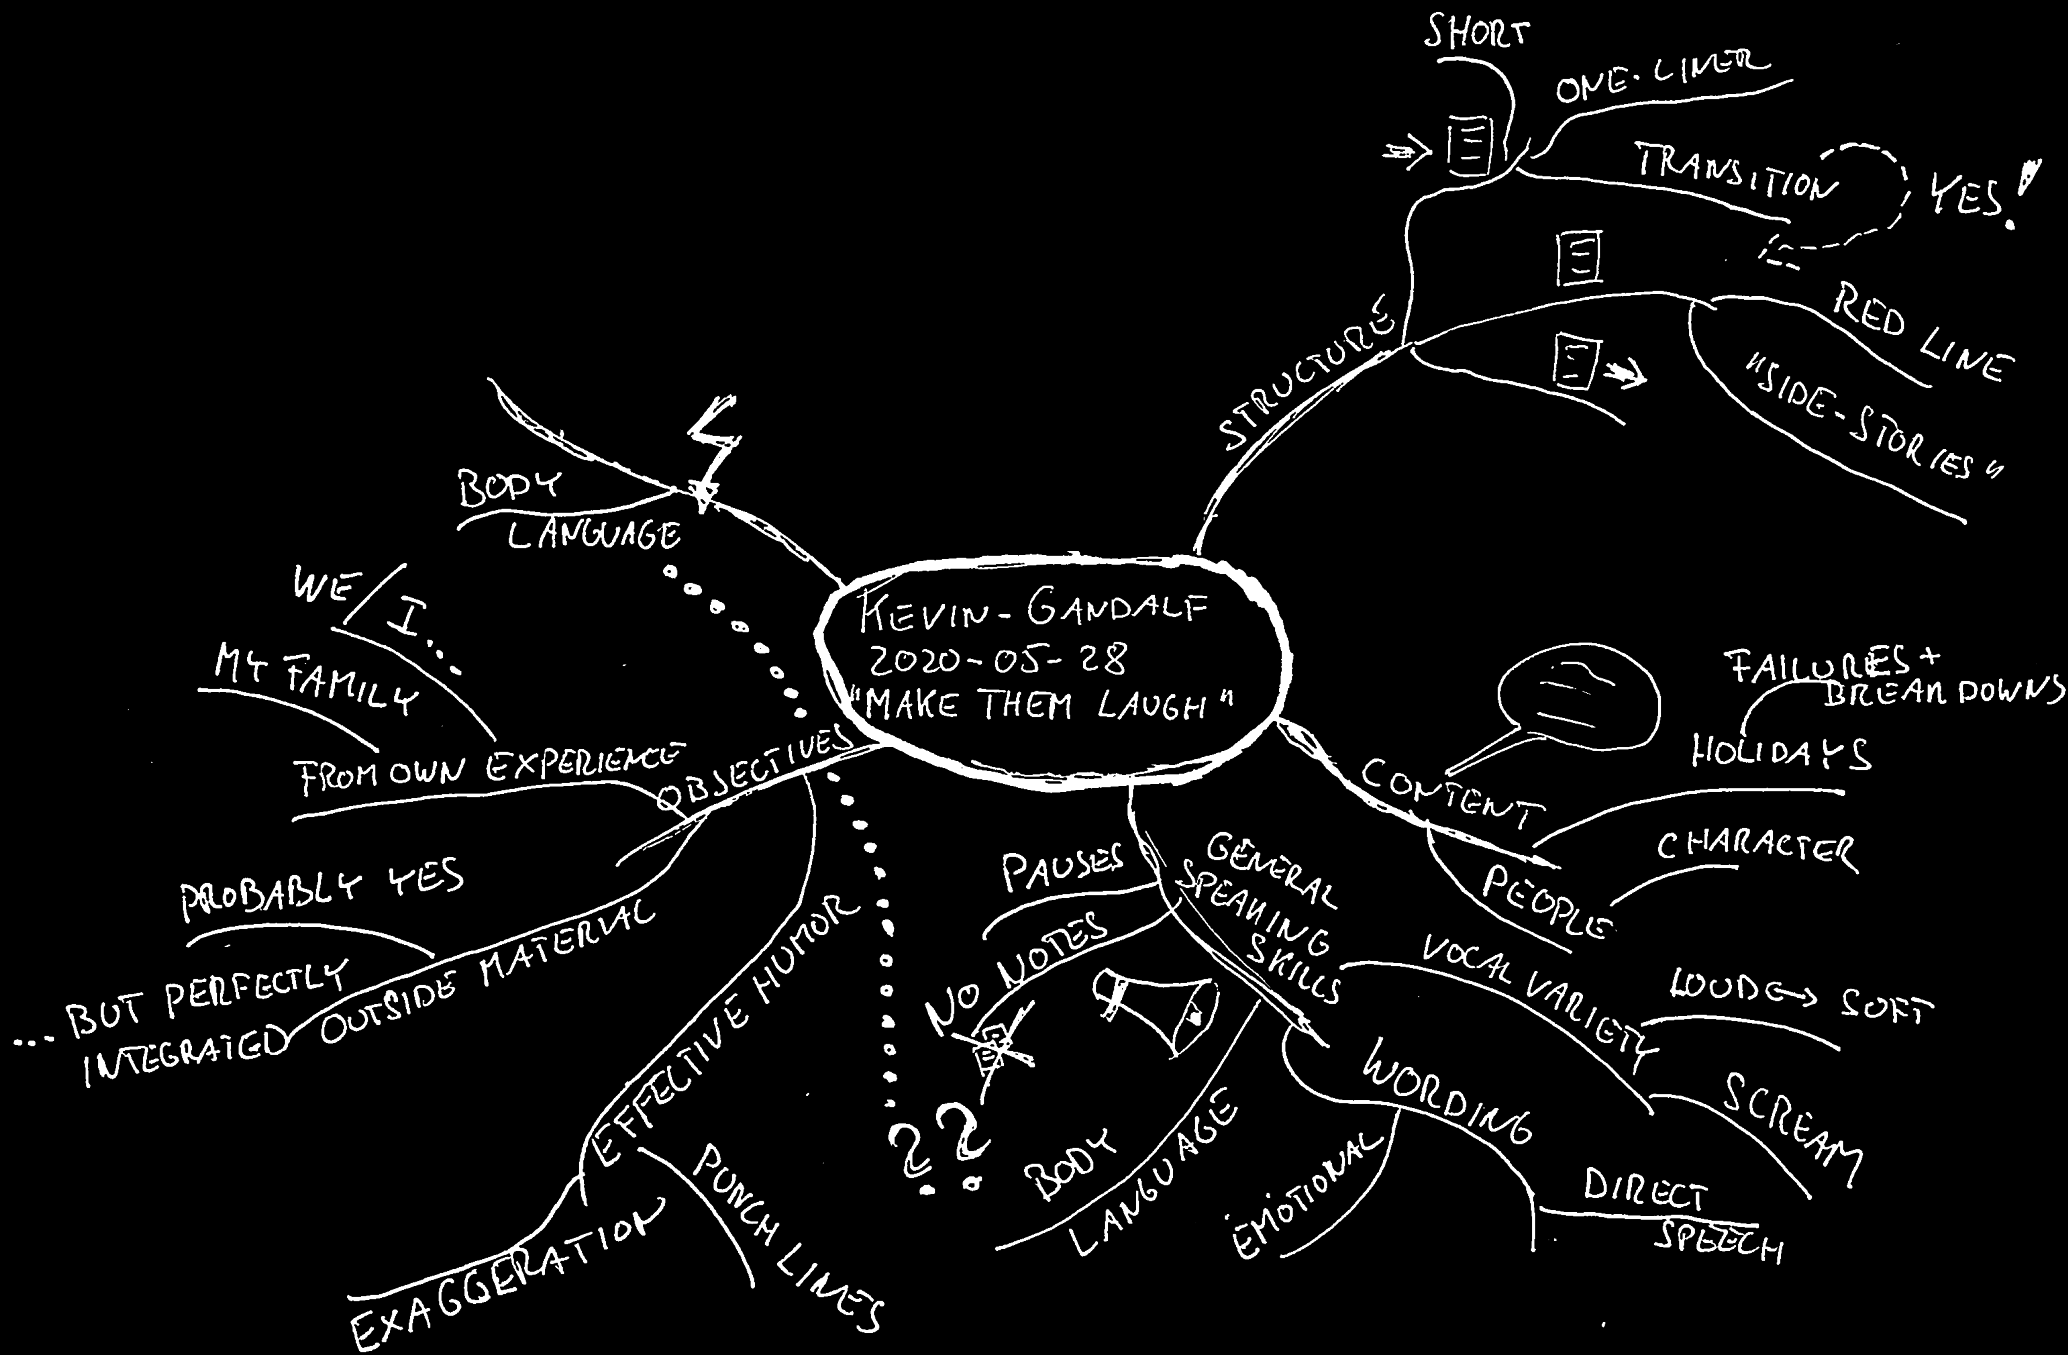 KEVIN-GANDALF
2020-05-28
"MAKE THEM LAUGH"
STRUCTURE
SHORT
ONE-LINER
TRANSITION
YES!
RED LINE
"SIDE-STORIES"
CONTENT
FAILURES +
BREAKDOWNS
HOLIDAYS
PEOPLE
CHARACTER
GENERAL
SPEAKING
SKILLS
VOCAL VARIETY
LOUD <-> SOFT
SCREAM
WORDING
DIRECT
SPEECH
EMOTIONAL
BODY
LANGUAGE
NO NOTES
PAUSES
OBJECTIVES
EFFECTIVE HUMOR
PUNCH LINES
EXAGGERATION
OUTSIDE MATERIAL
PROBABLY YES
... BUT PERFECTLY
INTEGRATED
FROM OWN EXPERIENCE
MY FAMILY
WE/I...
BODY
LANGUAGE
??